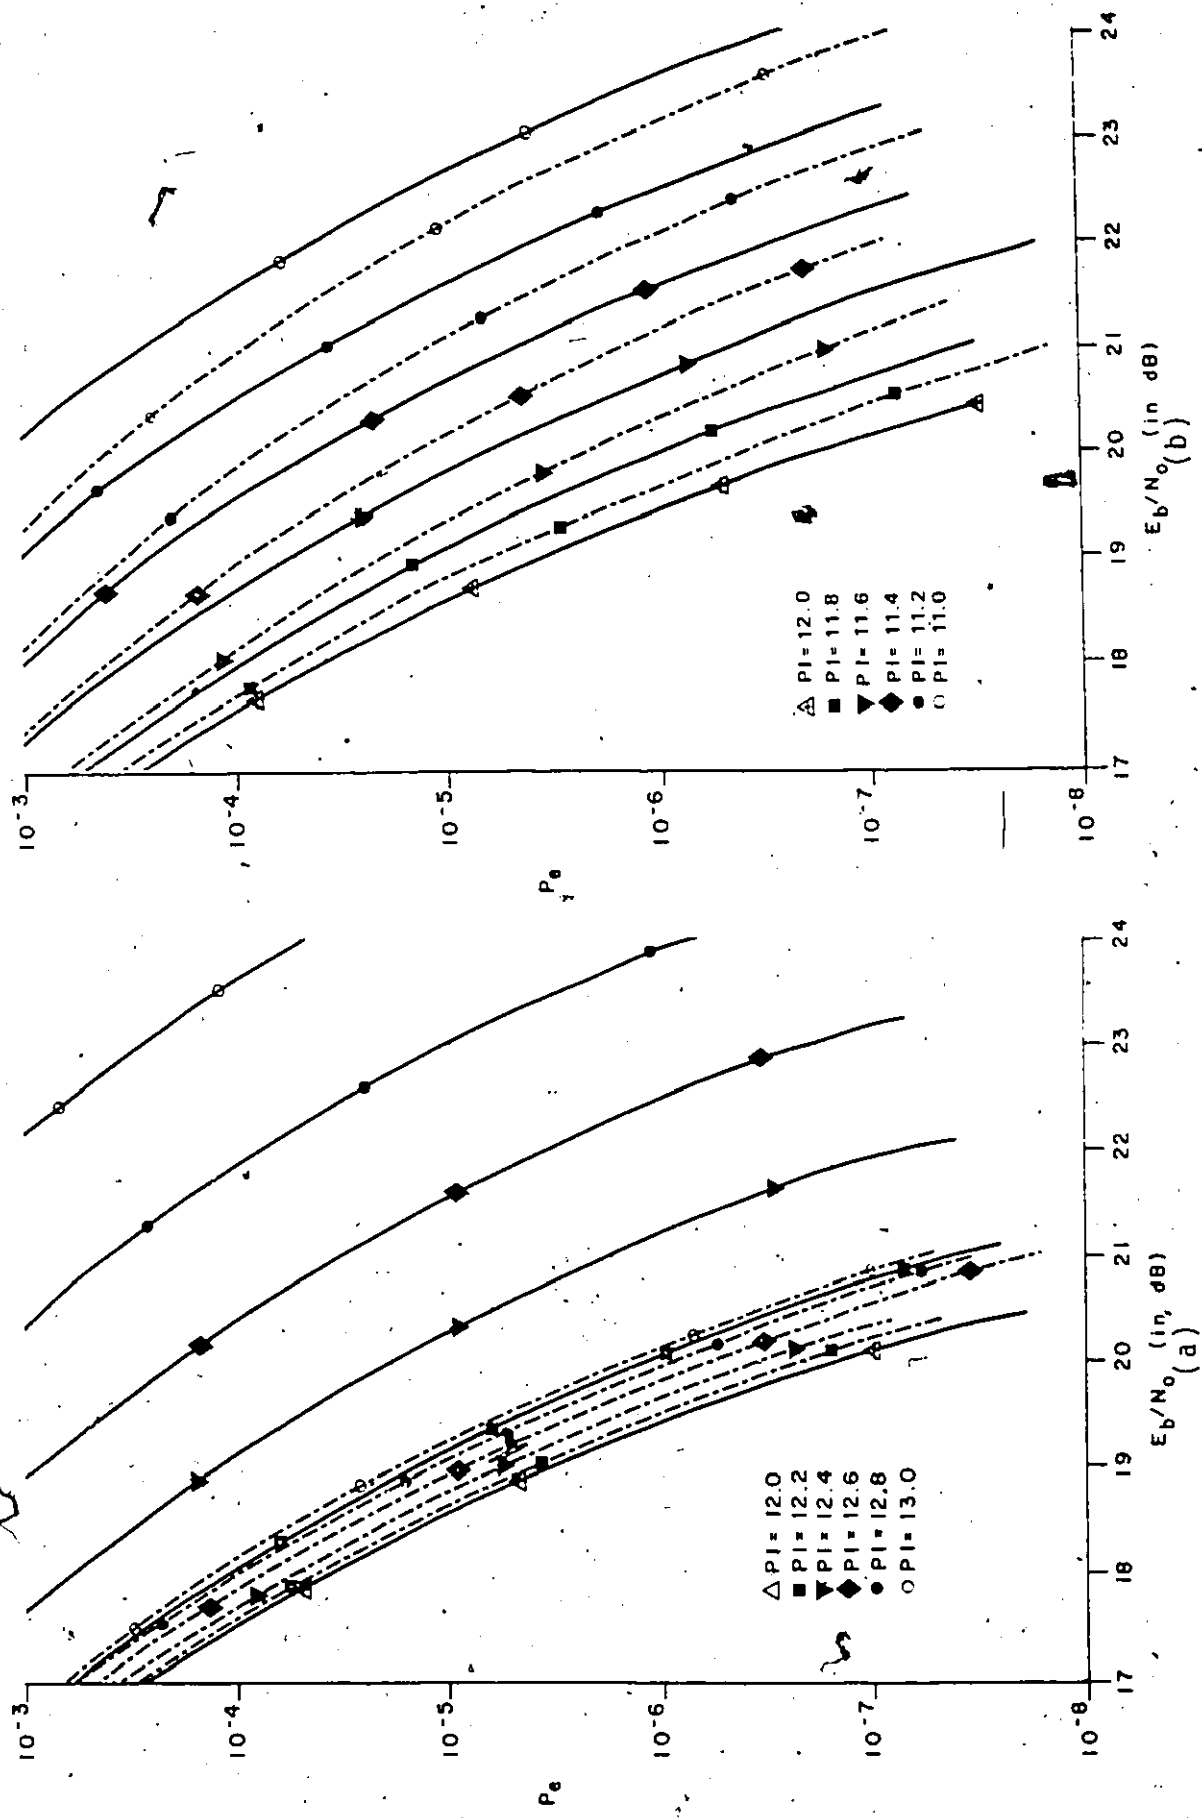 10-3
10-4
10-5
10-6
10-7
10-8
Pe
17
18
19
20
21
22
23
24
Eb/No (in, dB)
(a)
PI = 12.0
PI = 12.2
PI = 12.4
PI = 12.6
PI = 12.8
PI = 13.0
10-3
10-4
10-5
10-6
10-7
10-8
Pe
17
18
19
20
21
22
23
24
Eb/No (in dB)
(b)
PI = 12.0
PI = 11.8
PI = 11.6
PI = 11.4
PI = 11.2
PI = 11.0